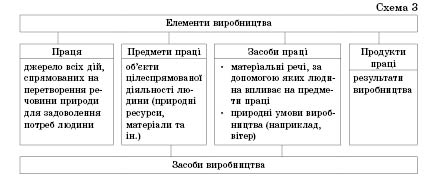 Схема 3
Елементи виробництва
Праця
джерело всіх дій,
спрямованих на
перетворення ре-
човини природи
для задоволення
потреб людини
Предмети праці
об'єкти
цілеспрямованої
діяльності лю-
дини (природні
ресурси,
матеріали та
ін.)
Засоби праці
• матеріальні речі, за
допомогою яких люди-
на впливає на предме-
ти праці
• природні умови вироб-
ництва (наприклад,
вітер)
Продукти
праці
результати
виробництва
Засоби виробництва